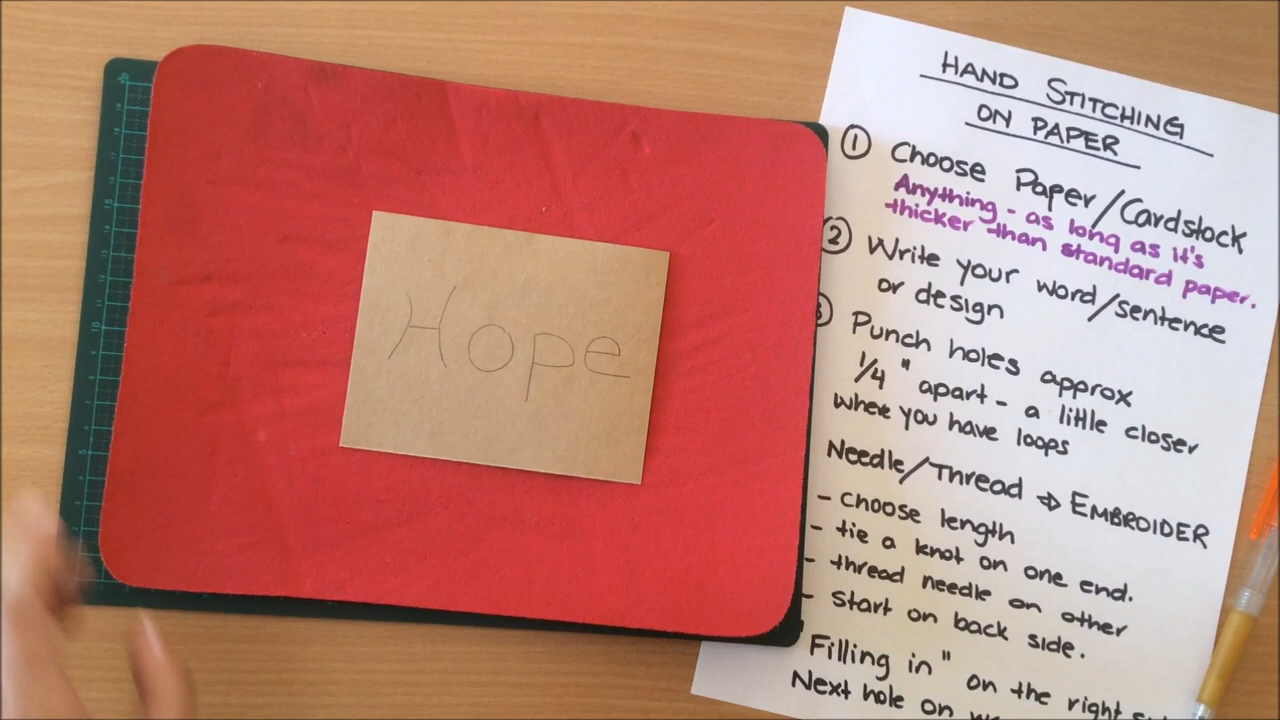 Hope
HAND STITCHING
ON PAPER
① Choose Paper/Cardstock
Anything - as long as it's
thicker than standard paper.
② Write your word/sentence
or design
Punch holes approx
1/4" apart - a little closer
where you have loops
Needle/Thread → EMBROIDER
- Choose length
- tie a knot on one end.
- thread needle on other
- Start on back side.
Filling in" on the right
Next hole on